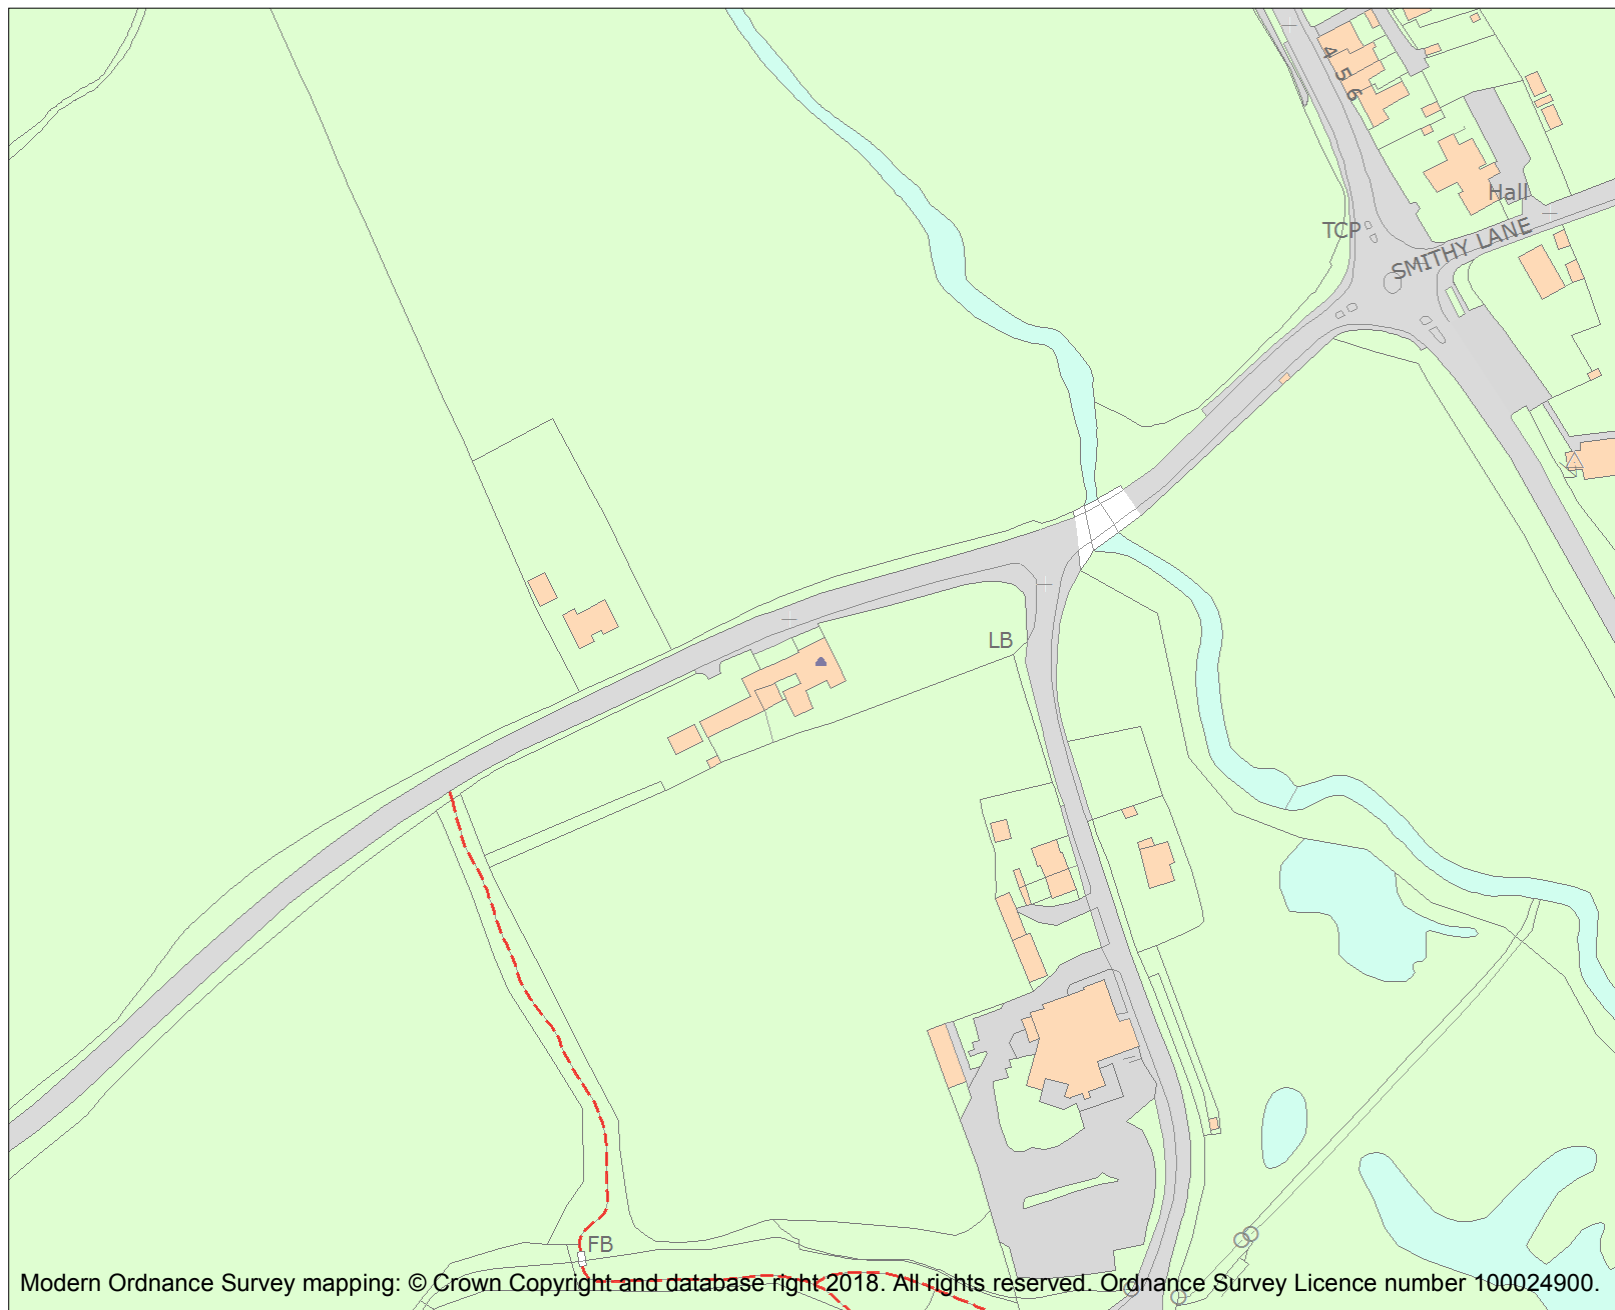 4
5
6
Hall
TCP
SMITHY LANE
LB
FB
Modern Ordnance Survey mapping: © Crown Copyright and database right 2018. All rights reserved. Ordnance Survey Licence number 100024900.